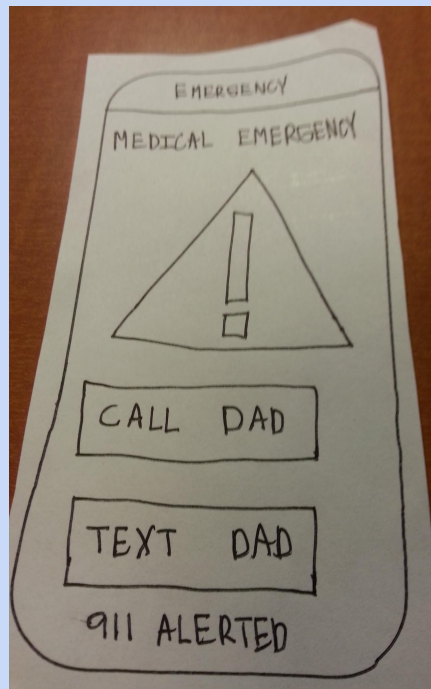 EMERGENCY
MEDICAL EMERGENCY
!
CALL DAD
TEXT DAD
911 ALERTED